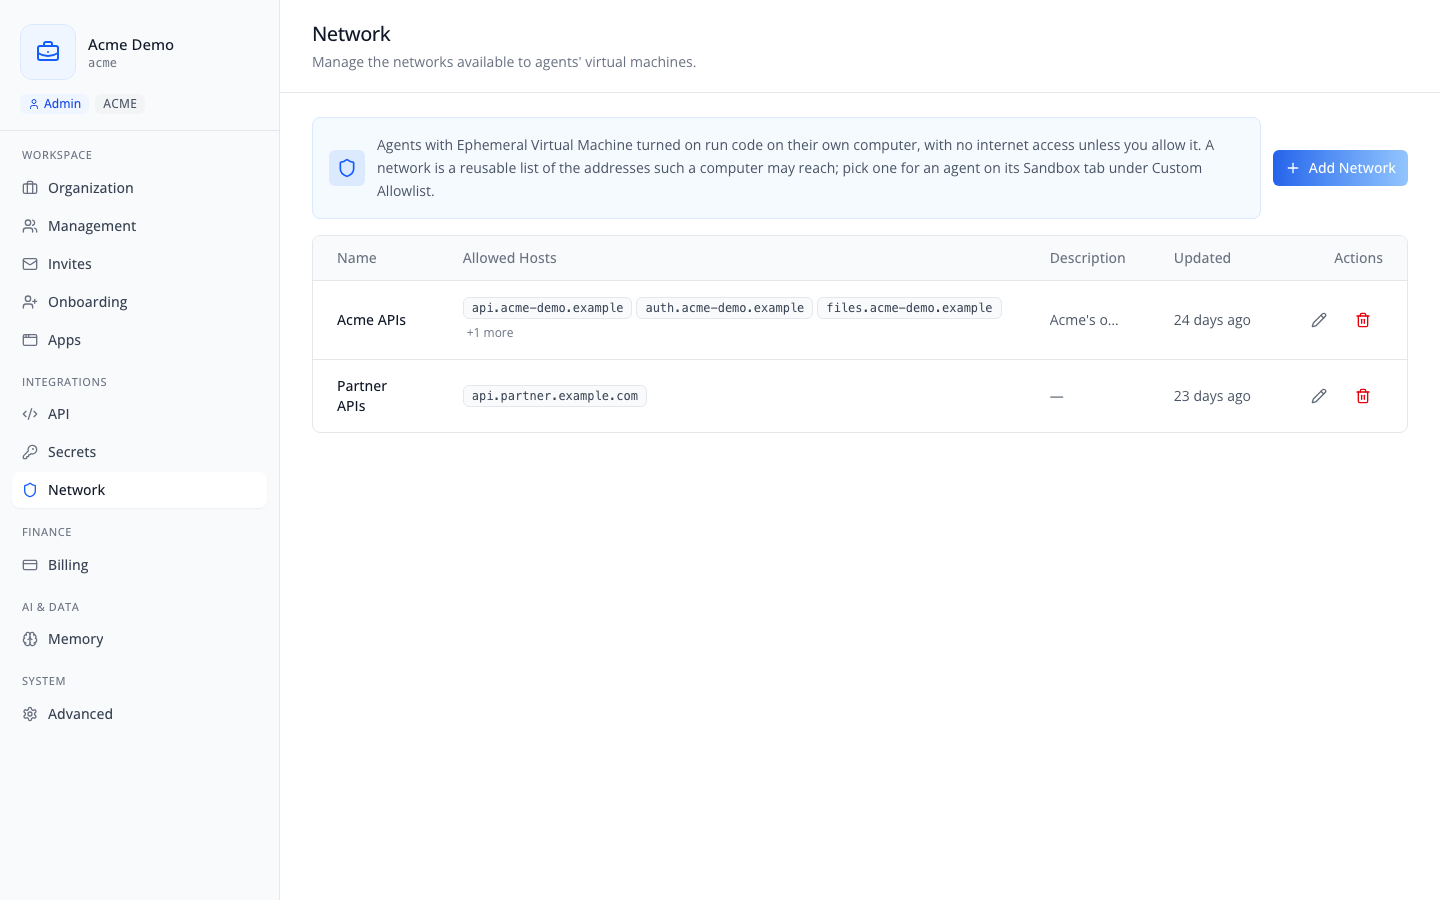 Acme Demo
acme
Admin
ACME
WORKSPACE
Organization
Management
Invites
Onboarding
Apps
INTEGRATIONS
API
Secrets
Network
FINANCE
Billing
AI & DATA
Memory
SYSTEM
Advanced
Network
Manage the networks available to agents' virtual machines.
Agents with Ephemeral Virtual Machine turned on run code on their own computer, with no internet access unless you allow it. A
network is a reusable list of the addresses such a computer may reach; pick one for an agent on its Sandbox tab under Custom
Allowlist.
Add Network
Name Allowed Hosts Description Updated Actions
Acme APIs api.acme-demo.example auth.acme-demo.example files.acme-demo.example +1 more Acme's o... 24 days ago
Partner
APIs api.partner.example.com — 23 days ago